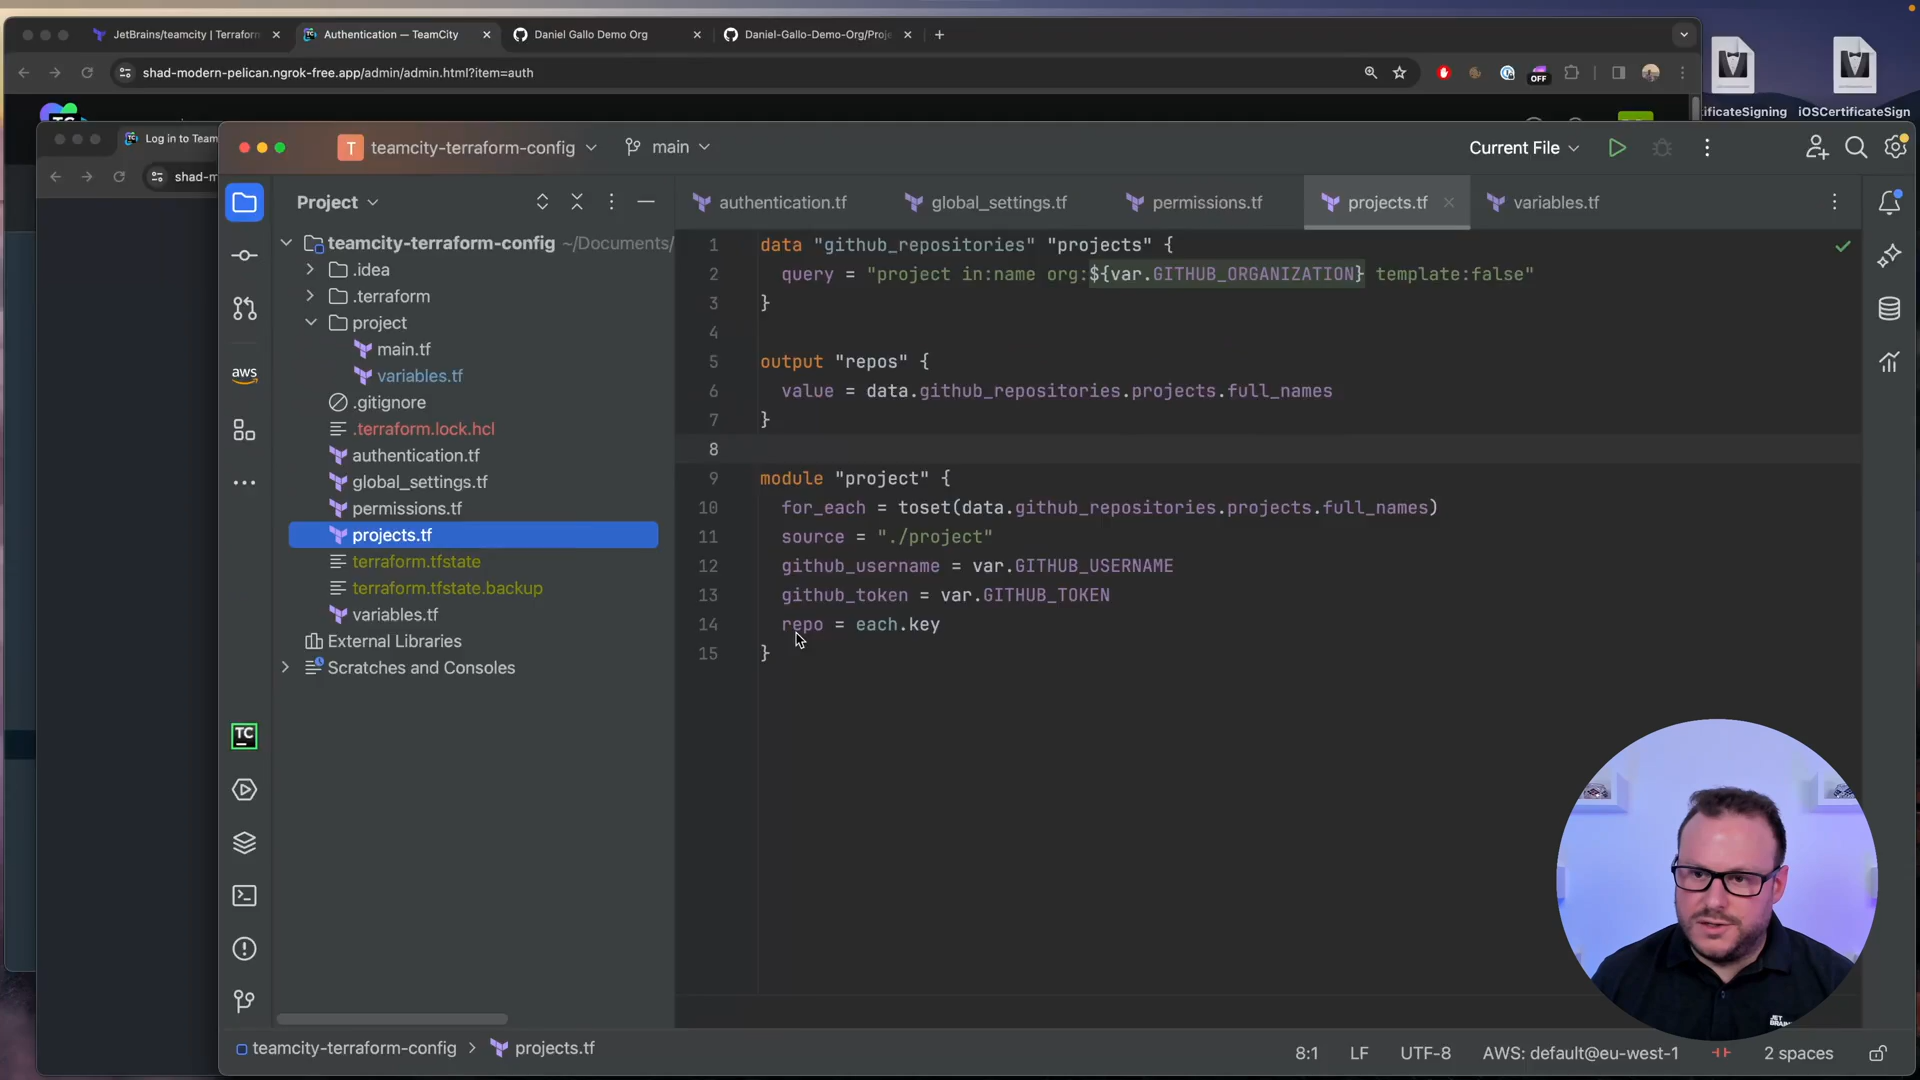 JetBrains/teamcity | Terraform
Authentication — TeamCity
Daniel Gallo Demo Org
Daniel-Gallo-Demo-Org/Proje
shad-modern-pelican.ngrok-free.app/admin/admin.html?item=auth
OFF
ificateSigning
iOSCertificateSign
Log in to Team
shad-m
T
teamcity-terraform-config
main
Current File
Project
authentication.tf
global_settings.tf
permissions.tf
projects.tf
variables.tf
teamcity-terraform-config ~/Documents/
.idea
.terraform
project
main.tf
variables.tf
.gitignore
.terraform.lock.hcl
authentication.tf
global_settings.tf
permissions.tf
projects.tf
terraform.tfstate
terraform.tfstate.backup
variables.tf
External Libraries
Scratches and Consoles
aws
TC
1 data "github_repositories" "projects" {
2 query = "project in:name org:${var.GITHUB_ORGANIZATION} template:false"
3 }
4
5 output "repos" {
6 value = data.github_repositories.projects.full_names
7 }
8
9 module "project" {
10 for_each = toset(data.github_repositories.projects.full_names)
11 source = "./project"
12 github_username = var.GITHUB_USERNAME
13 github_token = var.GITHUB_TOKEN
14 repo = each.key
15 }
JET
BRAINS
teamcity-terraform-config > projects.tf
8:1
LF
UTF-8
AWS: default@eu-west-1
2 spaces